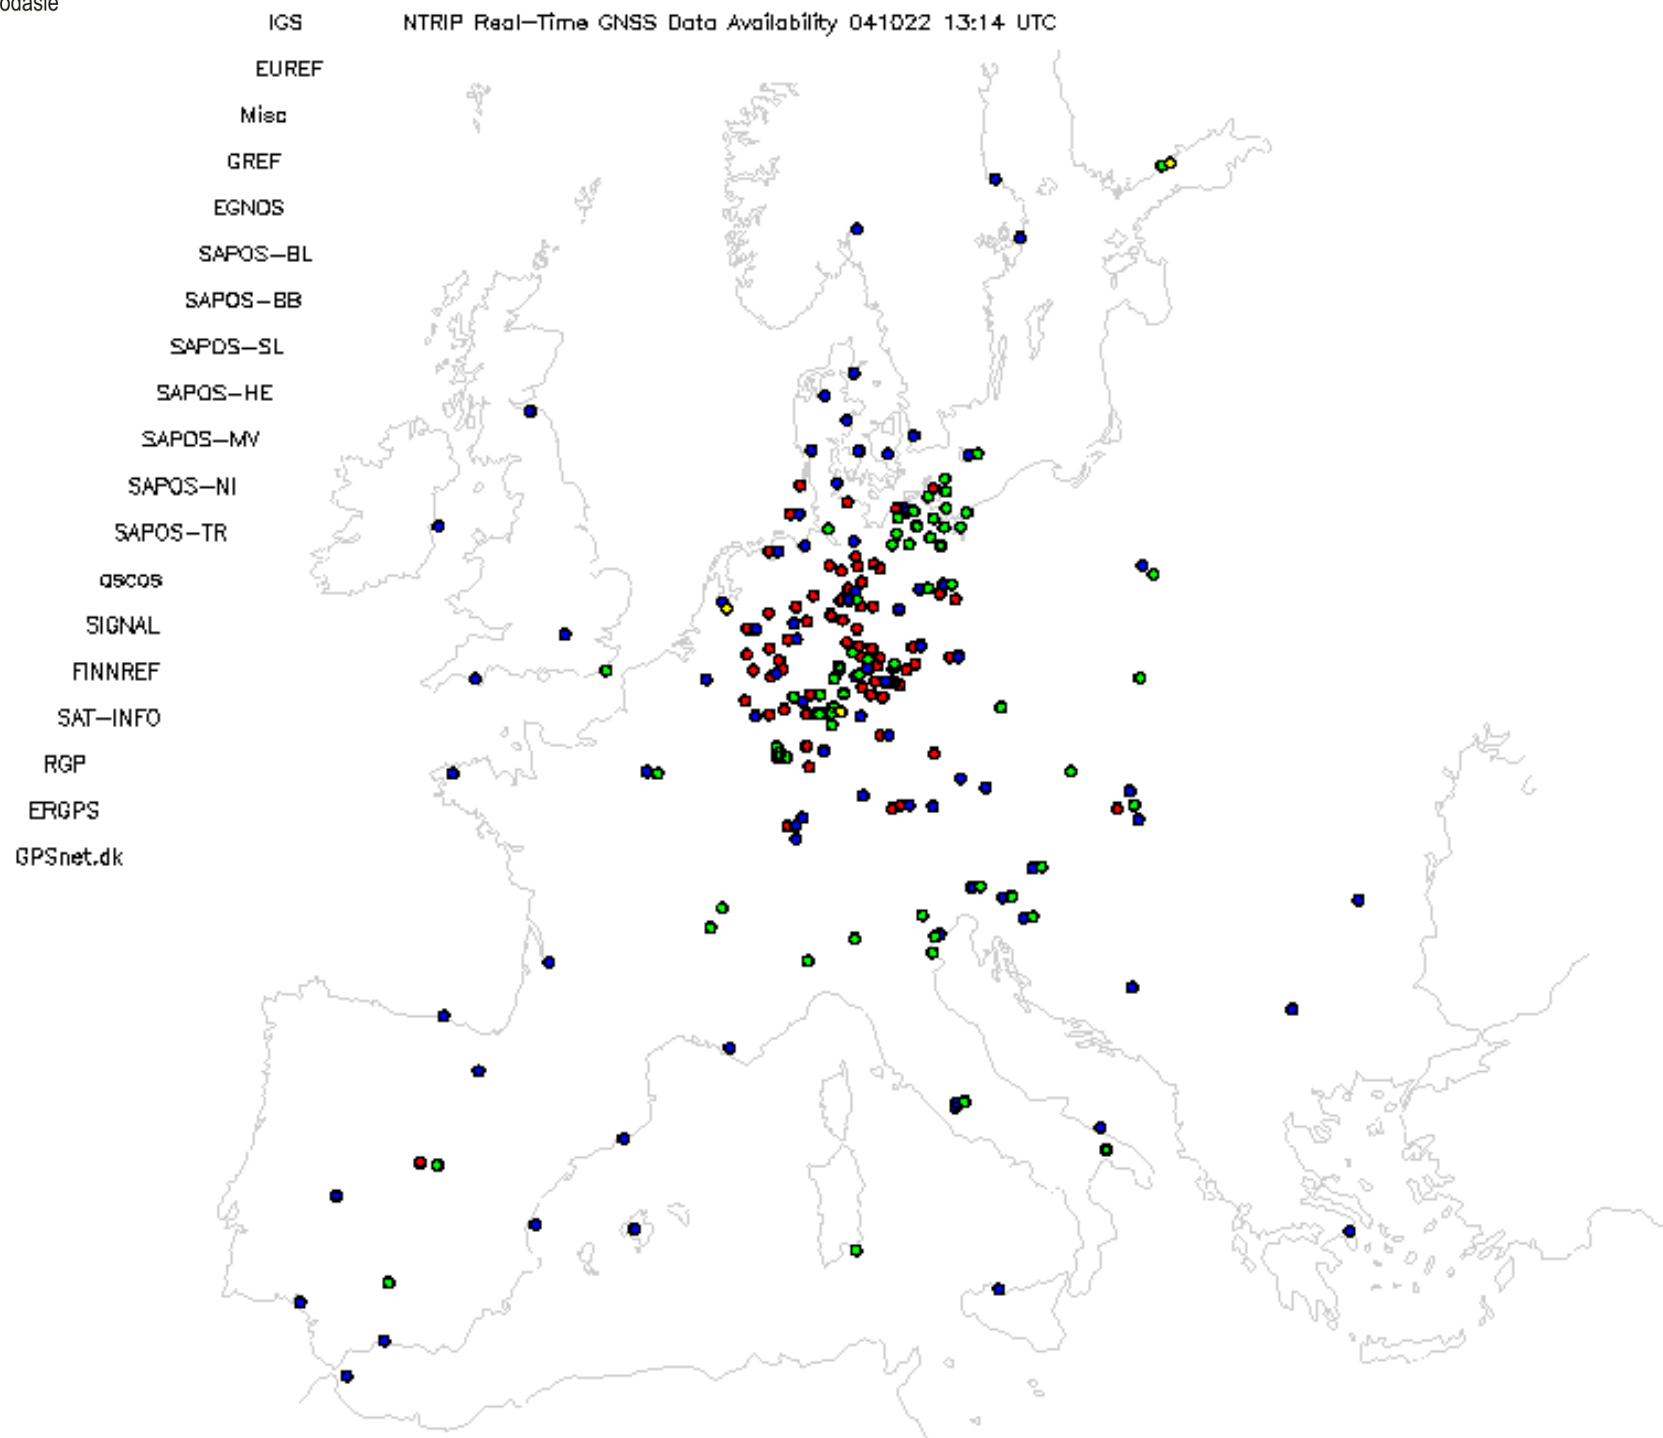 odäsie
IGS NTRIP Real-Time GNSS Data Availability 041022 13:14 UTC
EUREF
Misc
GREF
EGNOS
SAPOS-BL
SAPOS-BB
SAPOS-SL
SAPOS-HE
SAPOS-MV
SAPOS-NI
SAPOS-TR
ascos
SIGNAL
FINNREF
SAT-INFO
RGP
ERGPS
GPSnet.dk